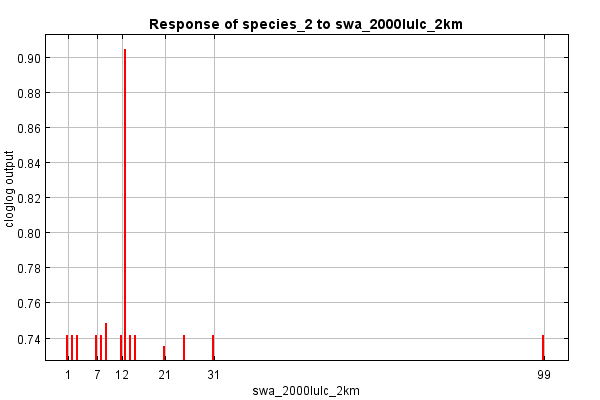 Response of species_2 to swa_2000lulc_2km
cloglog output
0.90
0.88
0.86
0.84
0.82
0.80
0.78
0.76
0.74
1 7 12 21 31 99
swa_2000lulc_2km